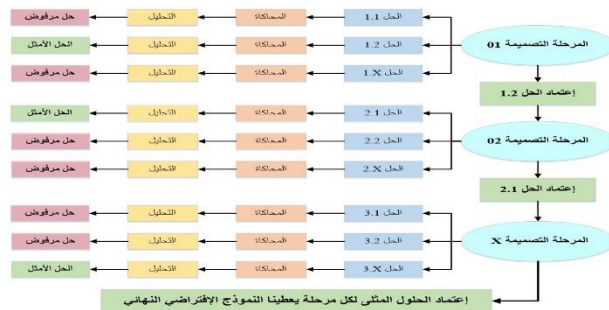 المرحلة التصميمة 01
الحل 1.1 المحاكاة التحليل حل مرفوض
الحل 1.2 المحاكاة التحليل الحل الأمثل
الحل 1.X المحاكاة التحليل حل مرفوض
إعتماد الحل 1.2
المرحلة التصميمة 02
الحل 2.1 المحاكاة التحليل الحل الأمثل
الحل 2.2 المحاكاة التحليل حل مرفوض
الحل 2.X المحاكاة التحليل حل مرفوض
إعتماد الحل 2.1
المرحلة التصميمة X
الحل 3.1 المحاكاة التحليل حل مرفوض
الحل 3.2 المحاكاة التحليل حل مرفوض
الحل 3.X المحاكاة التحليل الحل الأمثل
إعتماد الحلول المثلى لكل مرحلة يعطينا النموذج الإفتراضي النهائي